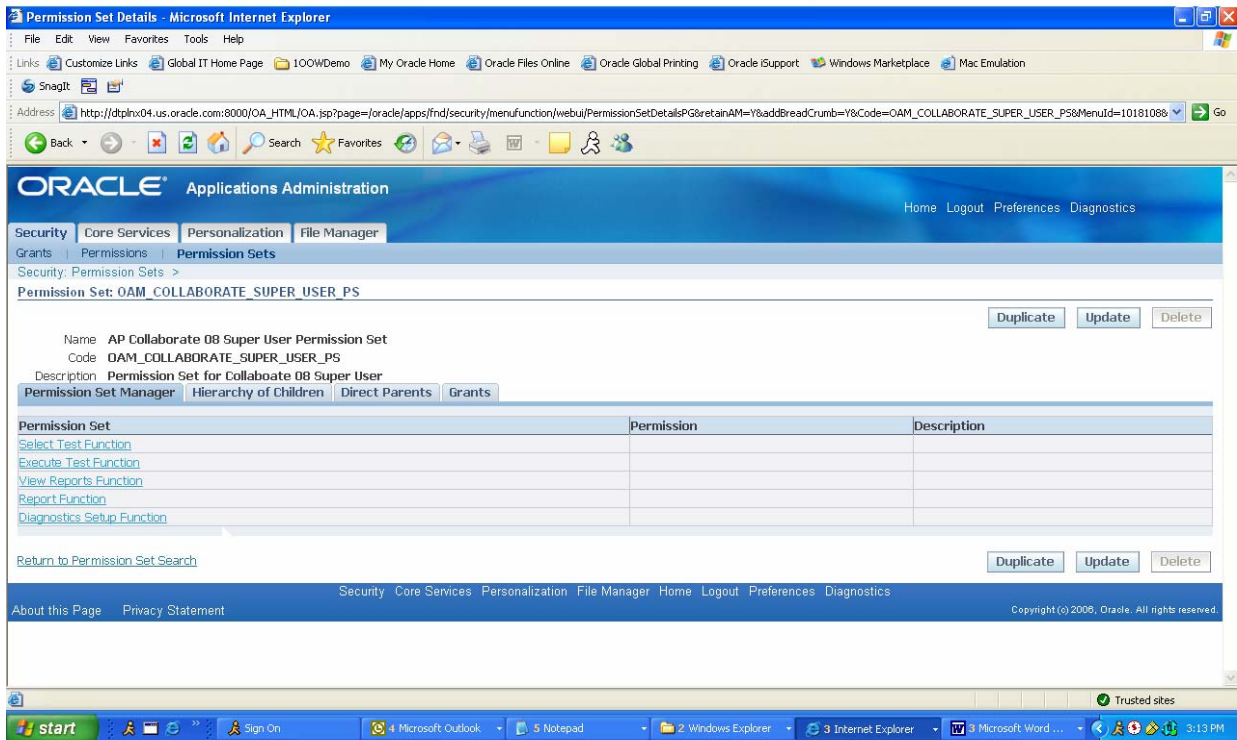 Permission Set Details - Microsoft Internet Explorer
File Edit View Favorites Tools Help
Links Customize Links Global IT Home Page 1OOWDemo My Oracle Home Oracle Files Online Oracle Global Printing Oracle iSupport Windows Marketplace Mac Emulation
SnagIt
Address http://dtplnx04.us.oracle.com:8000/OA_HTML/OA.jsp?page=/oracle/apps/fnd/security/menufunction/webui/PermissionSetDetailsPG&retainAM=Y&addBreadCrumb=Y&Code=OAM_COLLABORATE_SUPER_USER_PS&MenuId=1018108& Go
Back Search Favorites
ORACLE Applications Administration
Home Logout Preferences Diagnostics
Security Core Services Personalization File Manager
Grants | Permissions | Permission Sets
Security: Permission Sets >
Permission Set: OAM_COLLABORATE_SUPER_USER_PS
Duplicate Update Delete
Name AP Collaborate 08 Super User Permission Set
Code OAM_COLLABORATE_SUPER_USER_PS
Description Permission Set for Collaboate 08 Super User
Permission Set Manager Hierarchy of Children Direct Parents Grants
Permission Set Permission Description
Select Test Function
Execute Test Function
View Reports Function
Report Function
Diagnostics Setup Function
Return to Permission Set Search
Duplicate Update Delete
Security Core Services Personalization File Manager Home Logout Preferences Diagnostics
About this Page Privacy Statement
Copyright (c) 2006, Oracle. All rights reserved.
Trusted sites
start Sign On 4 Microsoft Outlook 5 Notepad 2 Windows Explorer 3 Internet Explorer 3 Microsoft Word ... 3:13 PM